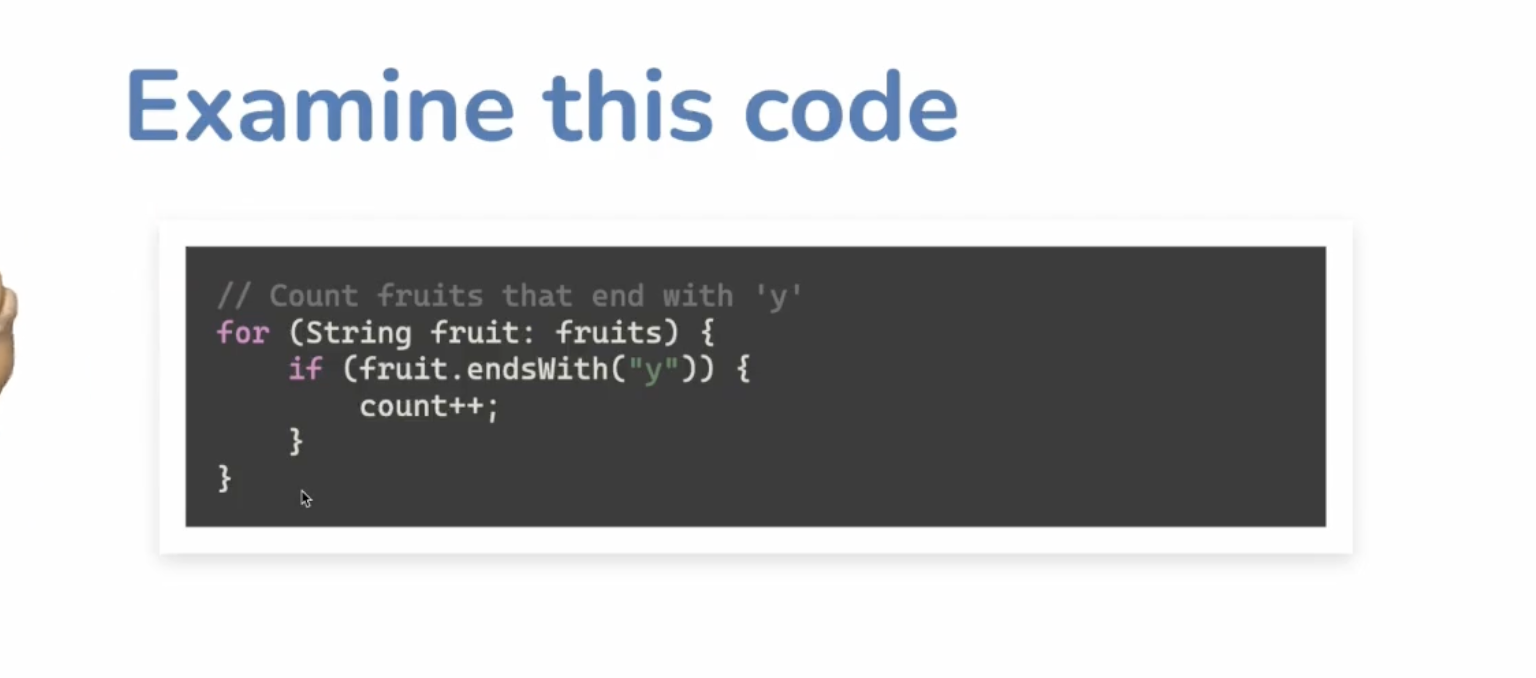 Examine this code
// Count fruits that end with 'y'
for (String fruit: fruits) {
    if (fruit.endsWith("y")) {
        count++;
    }
}